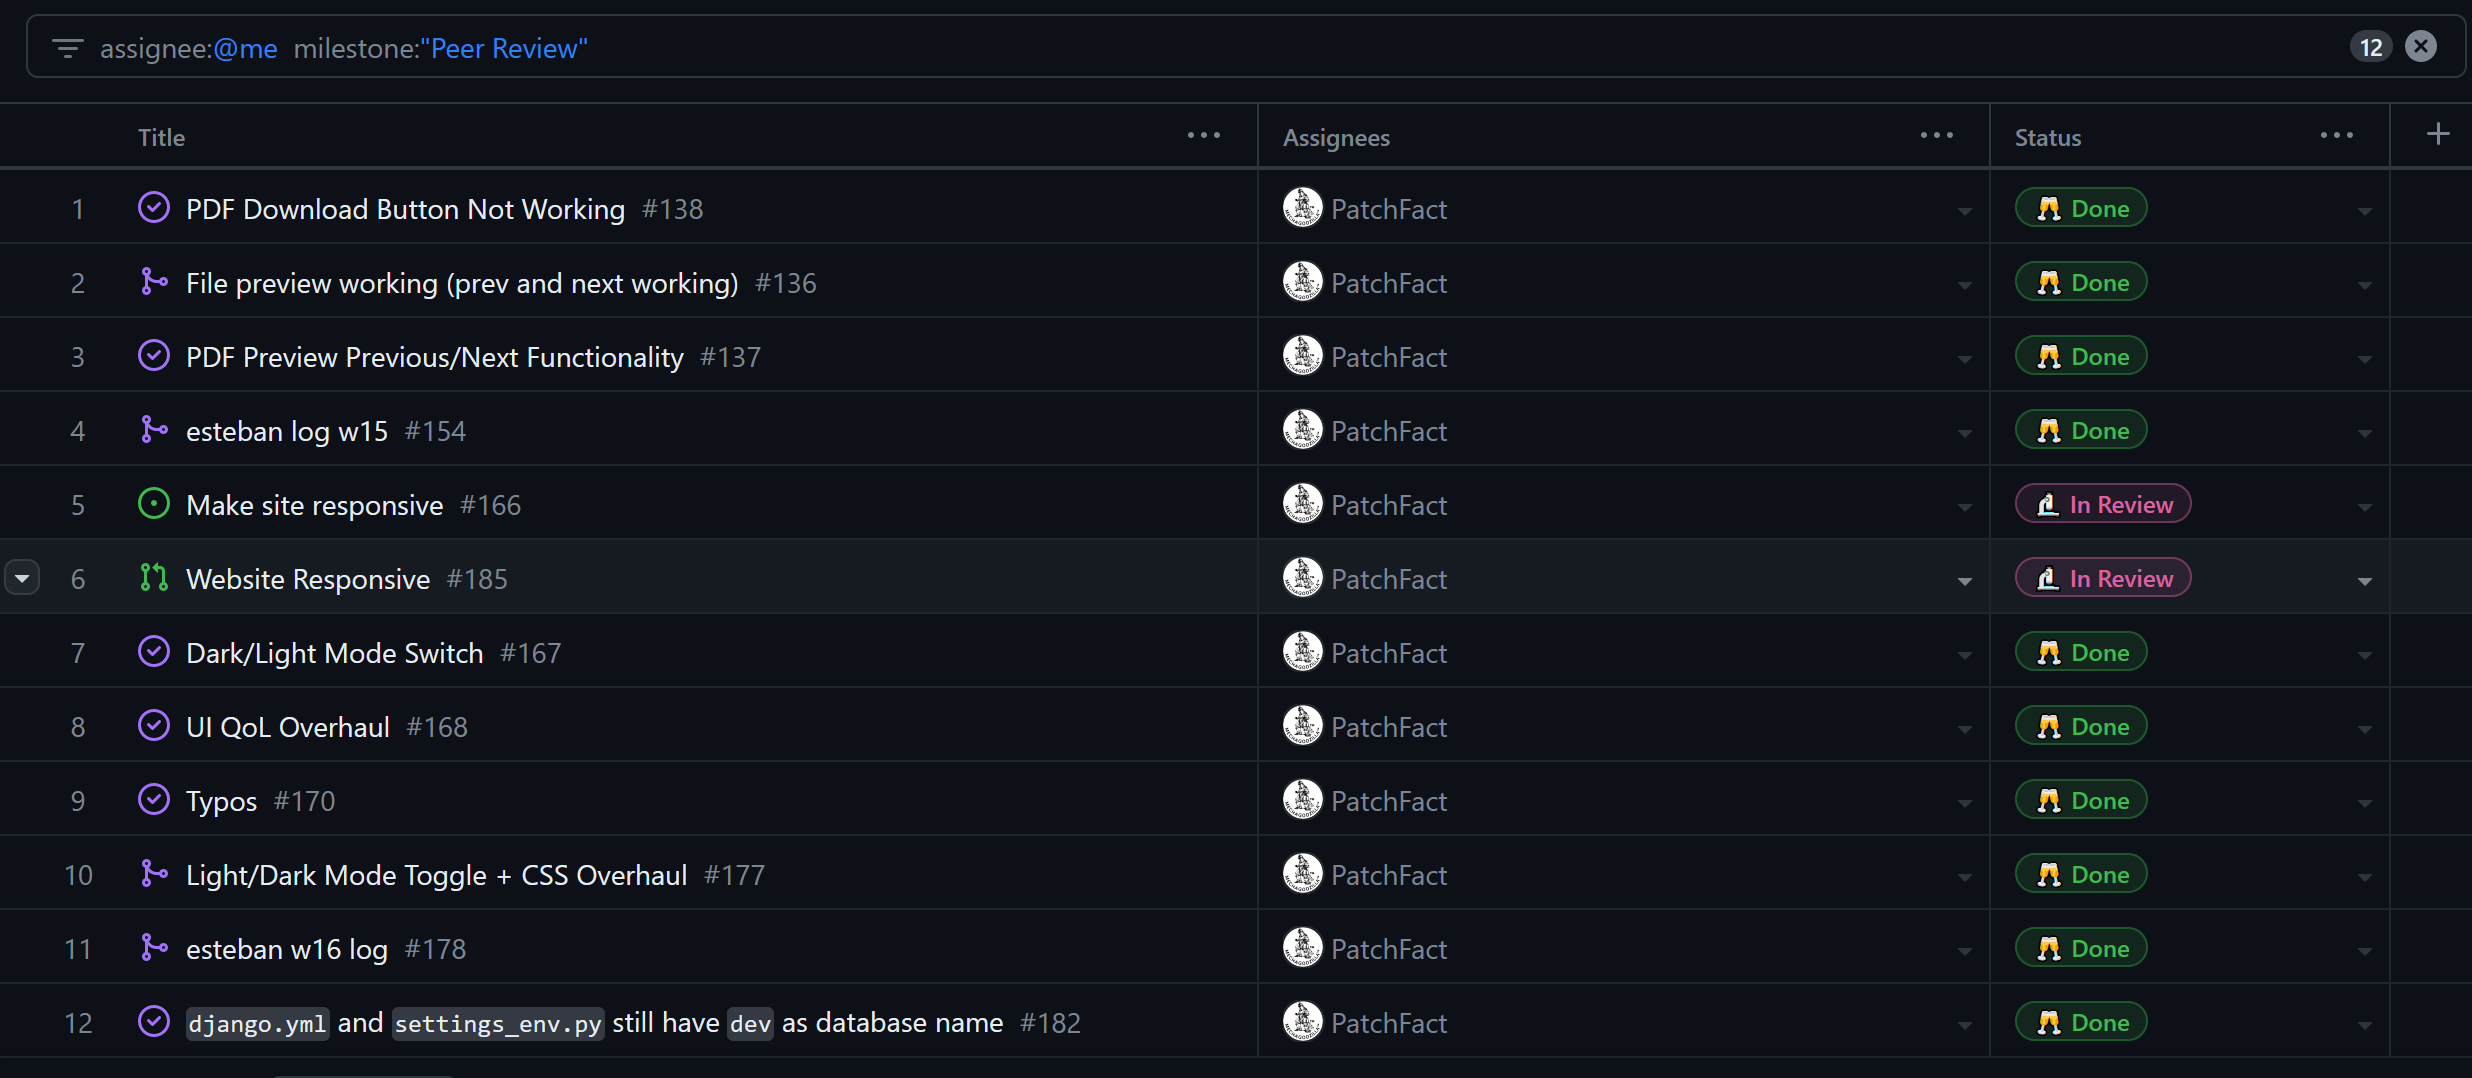 assignee:@me milestone:"Peer Review" 12
Title Assignees Status
1 PDF Download Button Not Working #138 PatchFact Done
2 File preview working (prev and next working) #136 PatchFact Done
3 PDF Preview Previous/Next Functionality #137 PatchFact Done
4 esteban log w15 #154 PatchFact Done
5 Make site responsive #166 PatchFact In Review
6 Website Responsive #185 PatchFact In Review
7 Dark/Light Mode Switch #167 PatchFact Done
8 UI QoL Overhaul #168 PatchFact Done
9 Typos #170 PatchFact Done
10 Light/Dark Mode Toggle + CSS Overhaul #177 PatchFact Done
11 esteban w16 log #178 PatchFact Done
12 django.yml and settings_env.py still have dev as database name #182 PatchFact Done